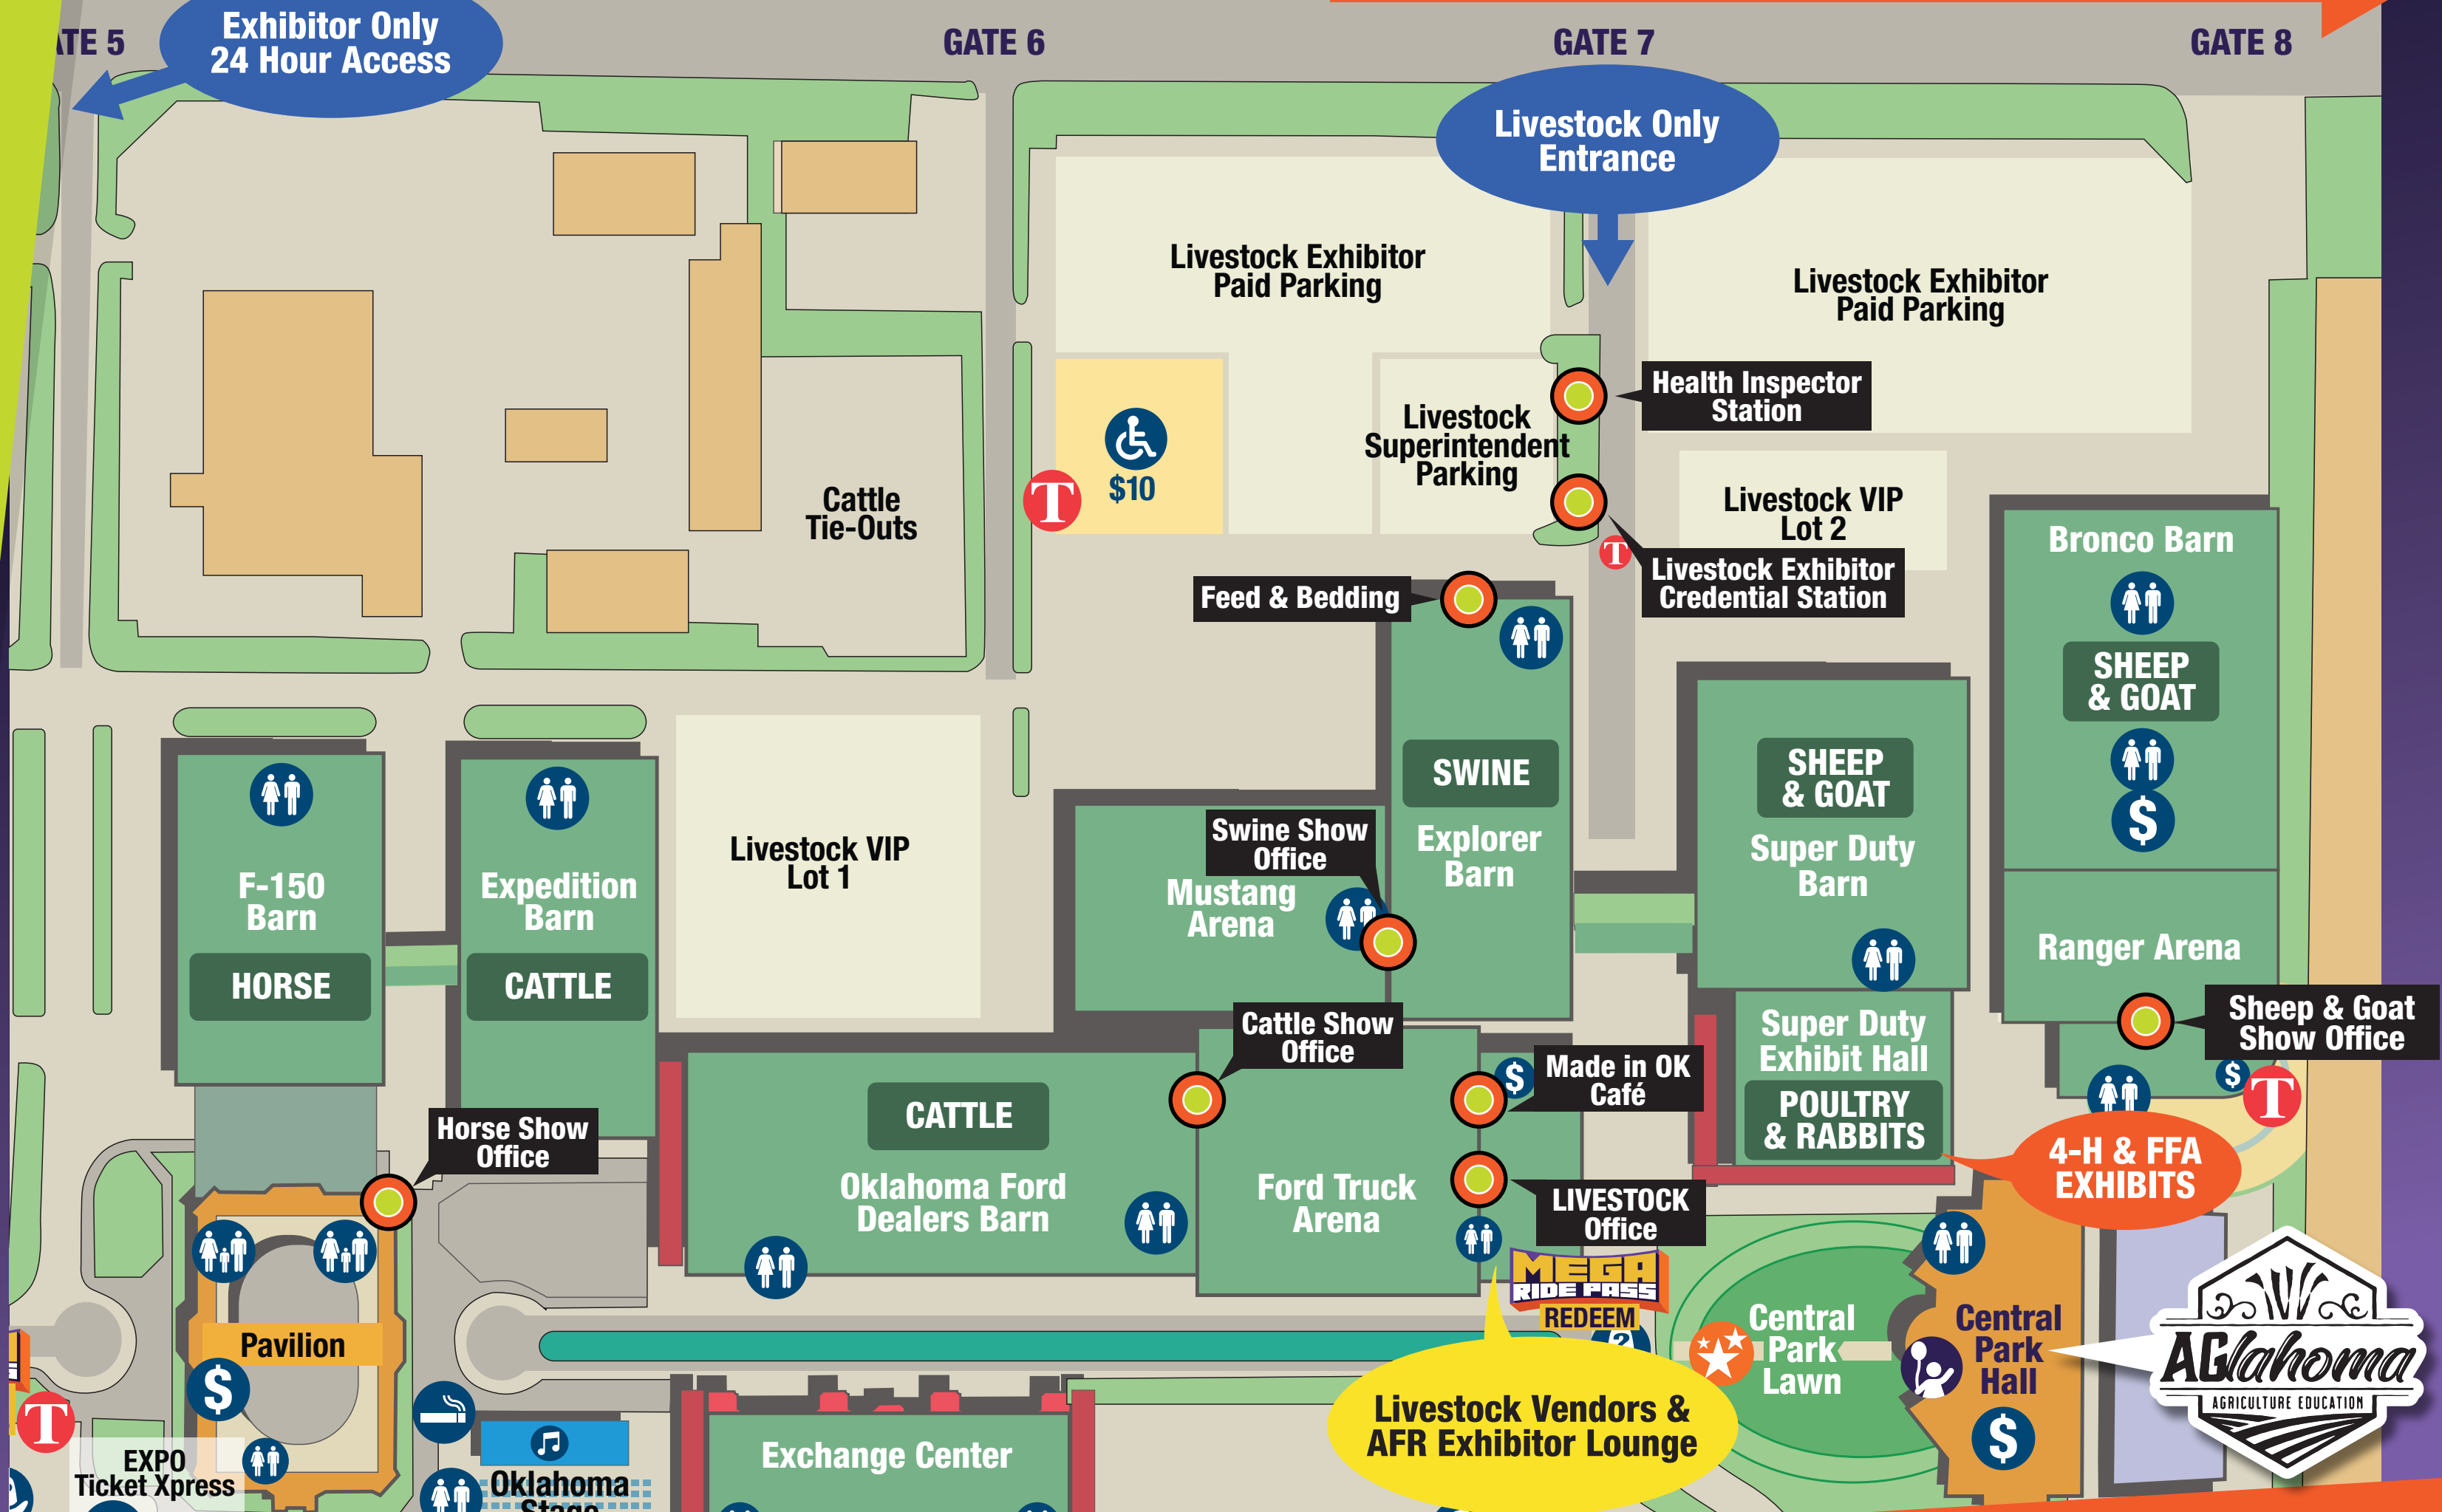 GATE 5
Exhibitor Only
24 Hour Access
GATE 6
GATE 7
GATE 8
Livestock Only
Entrance
Livestock Exhibitor
Paid Parking
Livestock Exhibitor
Paid Parking
Health Inspector
Station
Livestock
Superintendent
Parking
$10
T
Cattle
Tie-Outs
Livestock VIP
Lot 2
T
Livestock Exhibitor
Credential Station
Bronco Barn
SHEEP
& GOAT
$
Feed & Bedding
SWINE
Explorer
Barn
SHEEP
& GOAT
Super Duty
Barn
Swine Show
Office
Mustang
Arena
Livestock VIP
Lot 1
F-150
Barn
HORSE
Expedition
Barn
CATTLE
Ranger Arena
Sheep & Goat
Show Office
$
T
Cattle Show
Office
Super Duty
Exhibit Hall
POULTRY
& RABBITS
$
Made in OK
Café
CATTLE
Oklahoma Ford
Dealers Barn
Ford Truck
Arena
LIVESTOCK
Office
Horse Show
Office
4-H & FFA
EXHIBITS
MEGA
RIDE PASS
REDEEM
Pavilion
$
T
EXPO
Ticket Xpress
Oklahoma
Stage
Exchange Center
Livestock Vendors &
AFR Exhibitor Lounge
Central
Park
Lawn
Central
Park
Hall
$
AGlahoma
AGRICULTURE EDUCATION